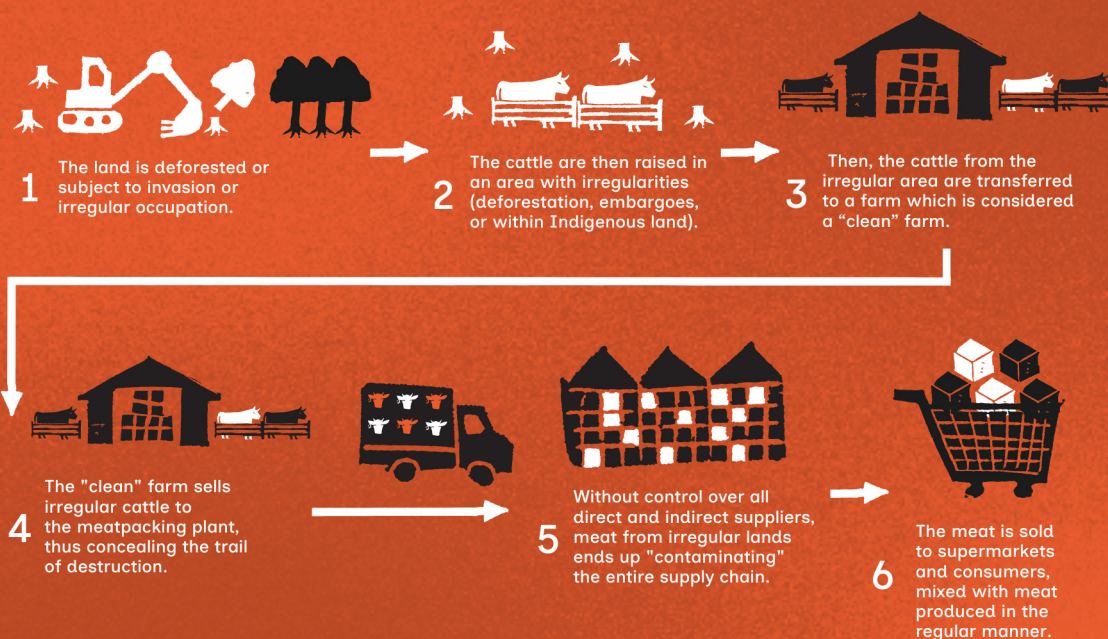 1
The land is deforested or
subject to invasion or
irregular occupation.
2
The cattle are then raised in
an area with irregularities
(deforestation, embargoes,
or within Indigenous land).
3
Then, the cattle from the
irregular area are transferred
to a farm which is considered
a “clean” farm.
4
The "clean" farm sells
irregular cattle to
the meatpacking plant,
thus concealing the trail
of destruction.
5
Without control over all
direct and indirect suppliers,
meat from irregular lands
ends up "contaminating"
the entire supply chain.
6
The meat is sold
to supermarkets
and consumers,
mixed with meat
produced in the
regular manner.